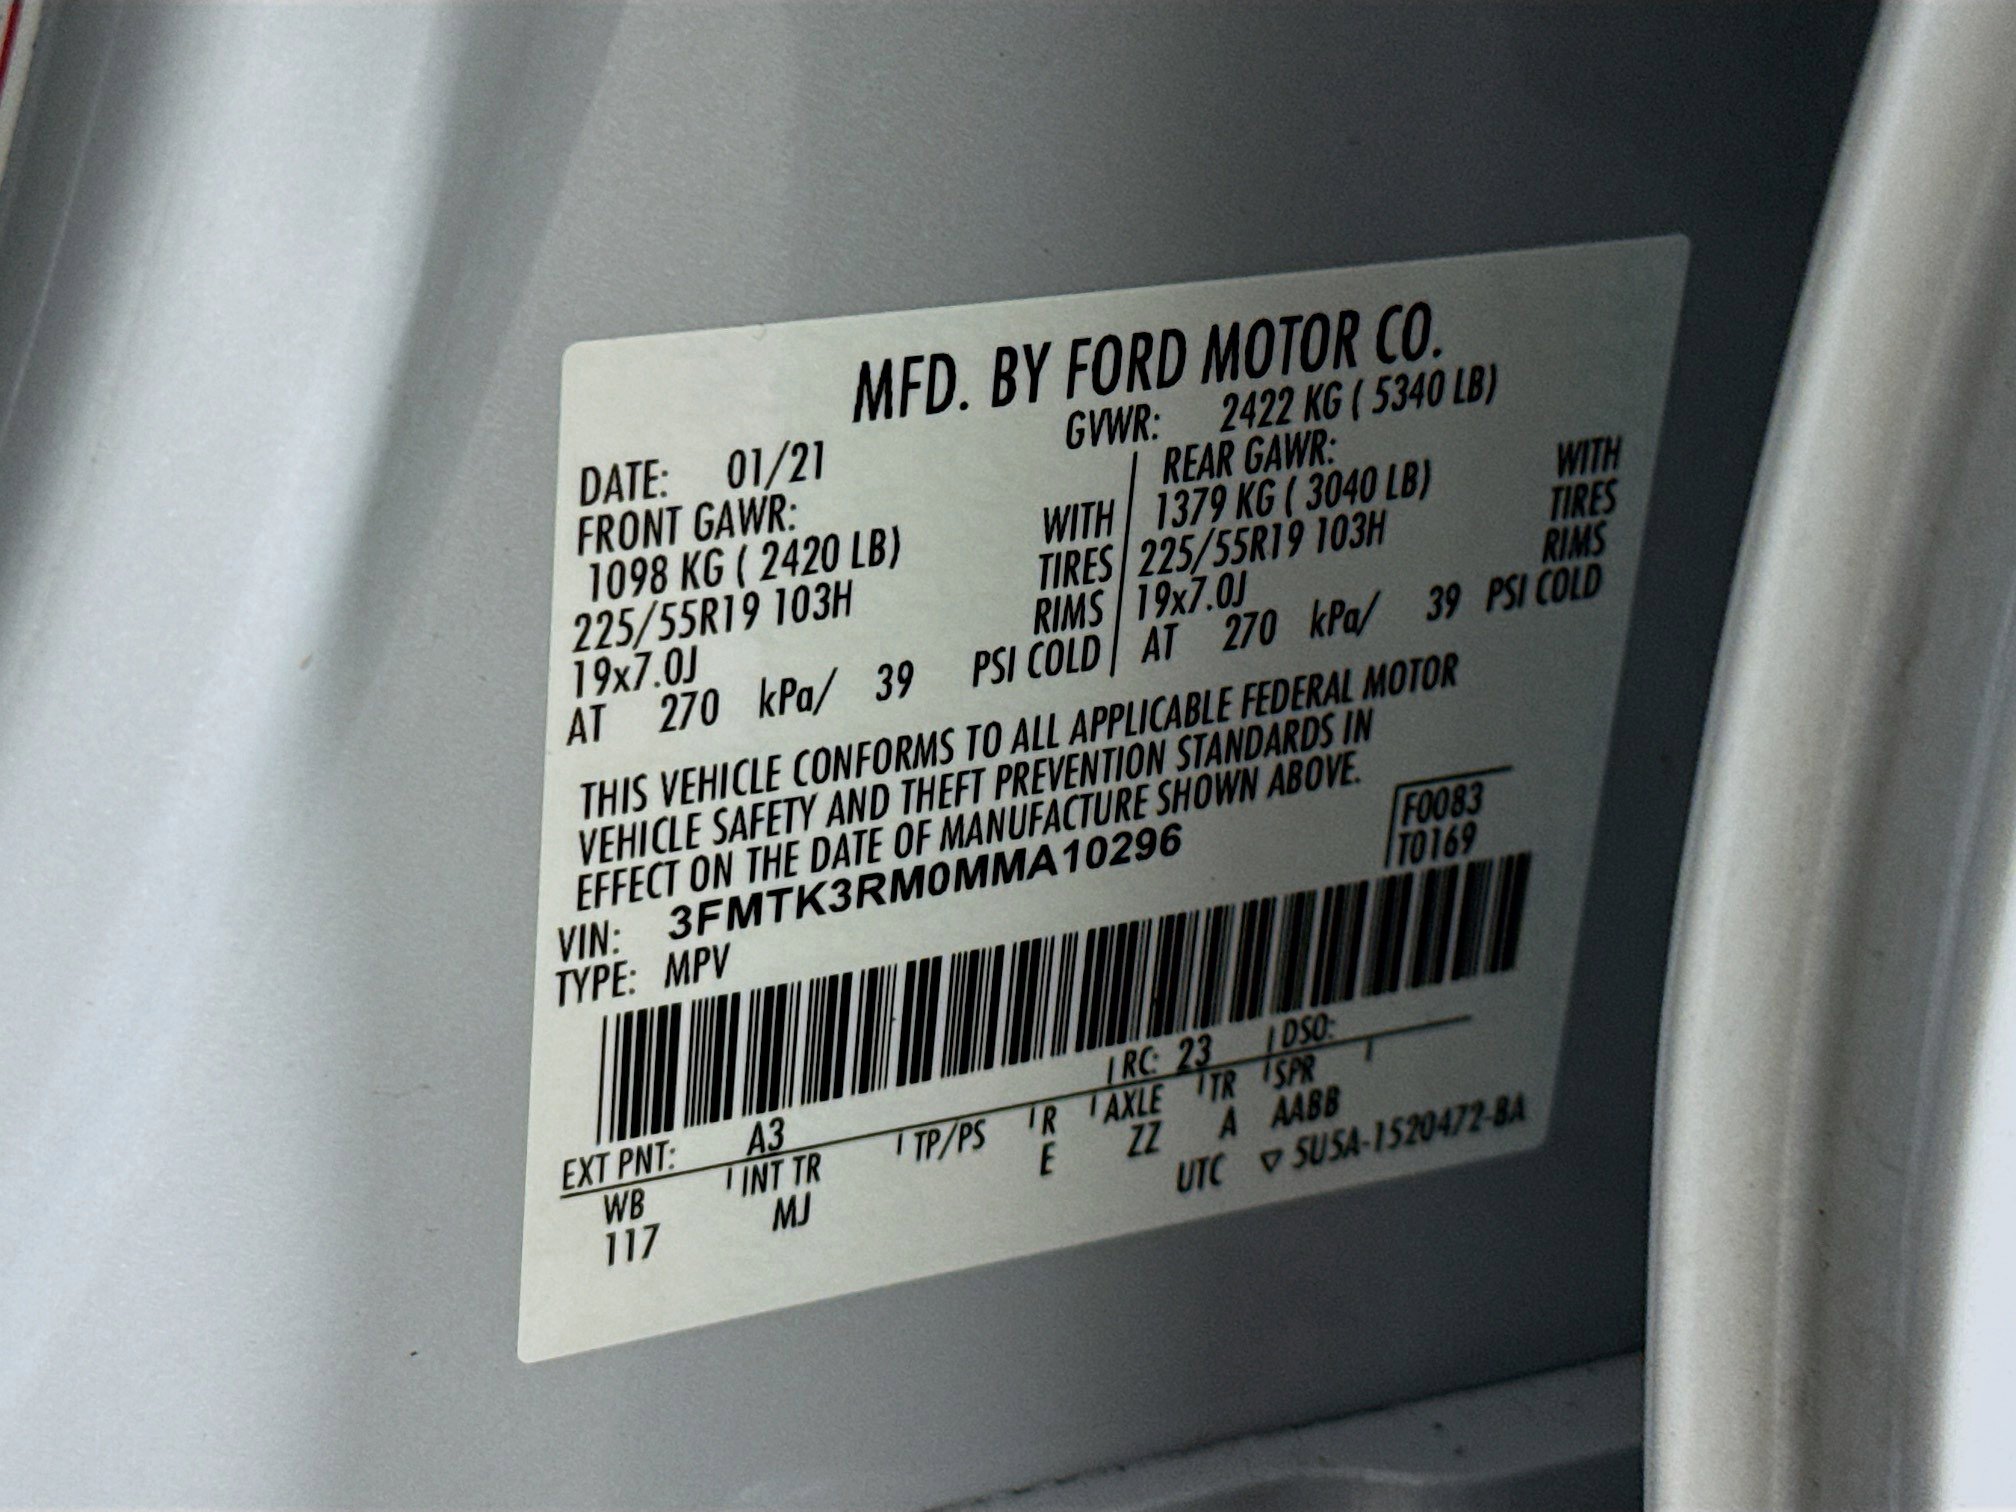 MFD. BY FORD MOTOR CO.
DATE: 01/21 GVWR: 2422 KG ( 5340 LB)
FRONT GAWR: REAR GAWR:
1098 KG ( 2420 LB) WITH 1379 KG ( 3040 LB) WITH
225/55R19 103H TIRES 225/55R19 103H TIRES
19x7.0J RIMS 19x7.0J RIMS
AT 270 kPa/ 39 PSI COLD AT 270 kPa/ 39 PSI COLD
THIS VEHICLE CONFORMS TO ALL APPLICABLE FEDERAL MOTOR
VEHICLE SAFETY AND THEFT PREVENTION STANDARDS IN
EFFECT ON THE DATE OF MANUFACTURE SHOWN ABOVE.
VIN: 3FMTK3RM0MMA10296 F0083
TYPE: MPV T0169
EXT PNT: A3 RC: 23 DSO:
WB INT TR TP/PS R AXLE TR SPR
117 MJ E ZZ A AABB
UTC ▽ 5U5A-1520472-BA